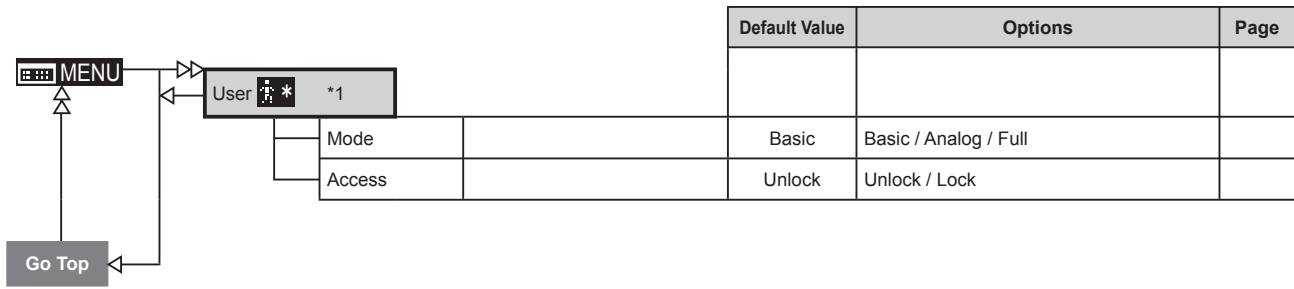 Default Value Options Page
MENU
User * *1
Mode Basic Basic / Analog / Full
Access Unlock Unlock / Lock
Go Top